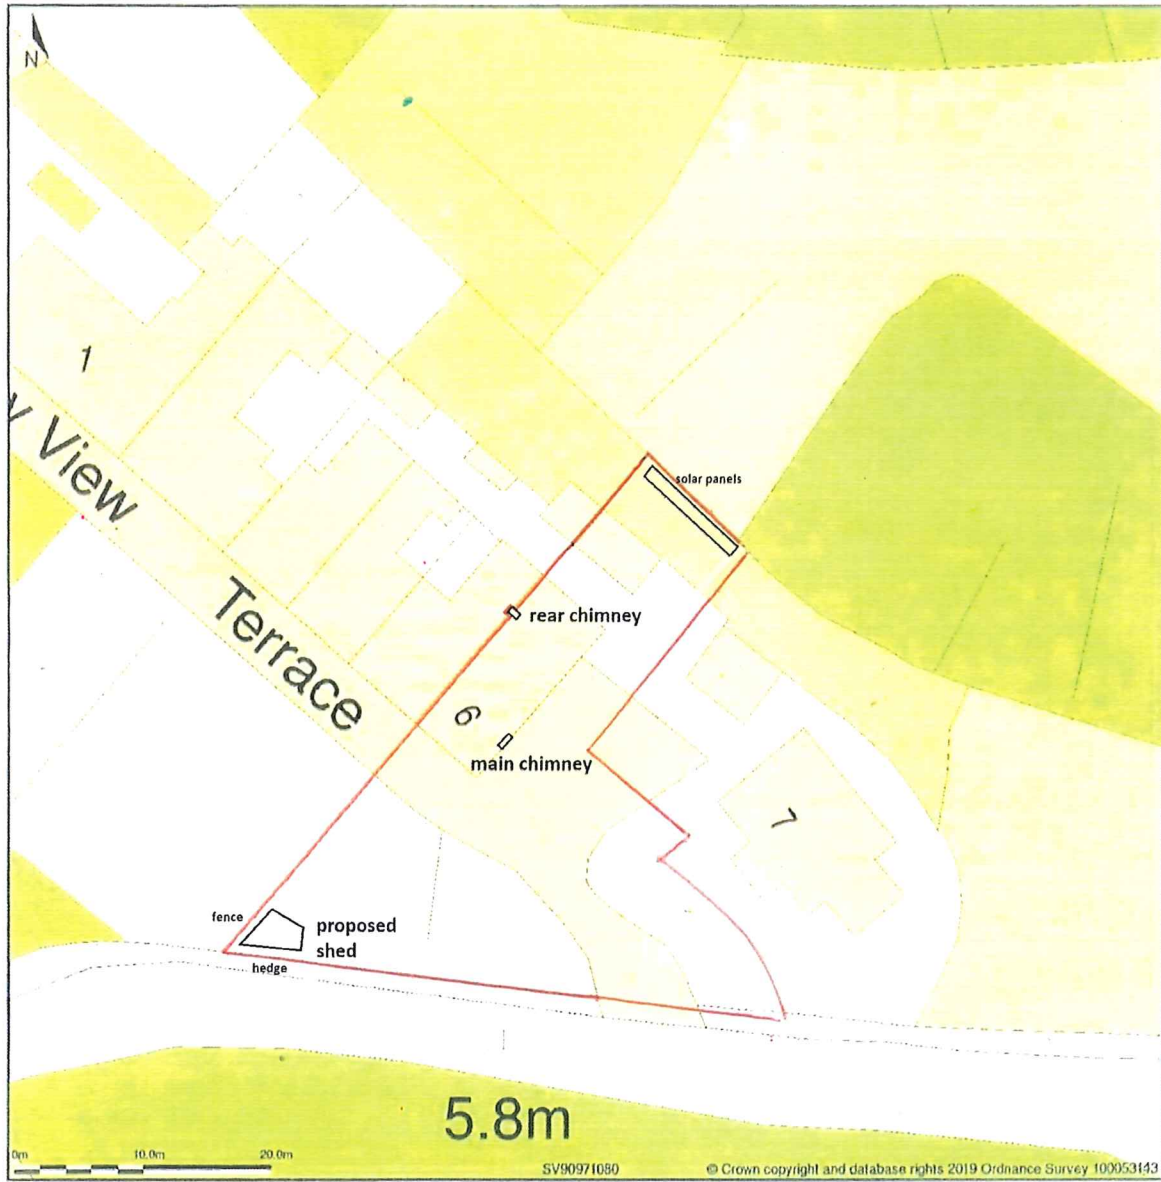 N
1
y View
Terrace
solar panels
rear chimney
6
main chimney
7
fence
proposed
shed
hedge
5.8m
0m 10.0m 20.0m
SV90971080
© Crown copyright and database rights 2019 Ordnance Survey 100053143